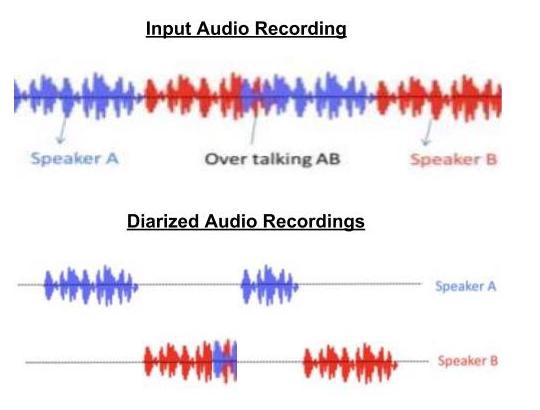 Input Audio Recording
Speaker A
Over talking AB
Speaker B
Diarized Audio Recordings
Speaker A
Speaker B